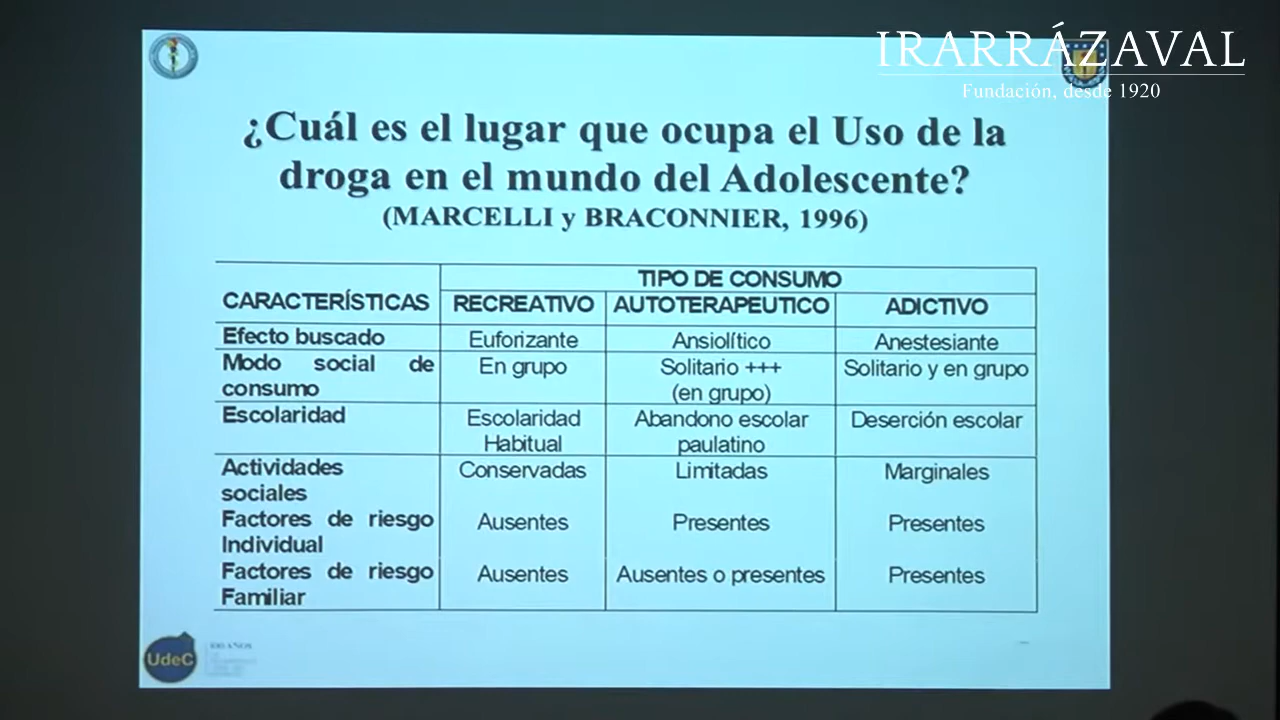 IRARRÁZAVAL
Fundación, desde 1920
¿Cuál es el lugar que ocupa el Uso de la
droga en el mundo del Adolescente?
(MARCELLI y BRACONNIER, 1996)
TIPO DE CONSUMO
CARACTERÍSTICAS RECREATIVO AUTOTERAPEUTICO ADICTIVO
Efecto buscado Euforizante Ansiolítico Anestesiante
Modo social de En grupo Solitario +++ Solitario y en grupo
consumo (en grupo)
Escolaridad Escolaridad Abandono escolar Deserción escolar
Habitual paulatino
Actividades Conservadas Limitadas Marginales
sociales
Factores de riesgo Ausentes Presentes Presentes
Individual
Factores de riesgo Ausentes Ausentes o presentes Presentes
Familiar
UdeC